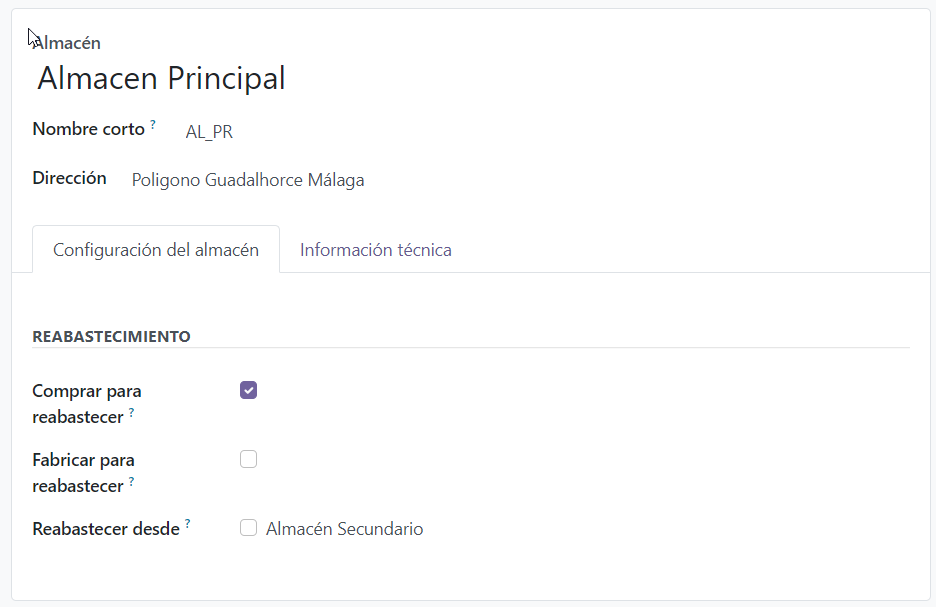 Almacén
Almacen Principal
Nombre corto ? AL_PR
Dirección Poligono Guadalhorce Málaga
Configuración del almacén Información técnica
REABASTECIMIENTO
Comprar para
reabastecer ?
Fabricar para
reabastecer ?
Reabastecer desde ? Almacén Secundario